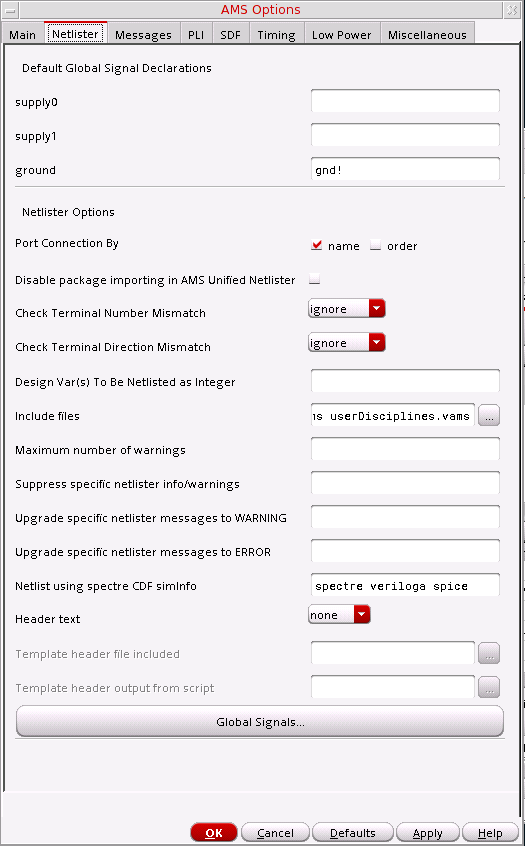 AMS Options
Main Netlister Messages PLI SDF Timing Low Power Miscellaneous
Default Global Signal Declarations
supply0
supply1
ground gnd!
Netlister Options
Port Connection By name order
Disable package importing in AMS Unified Netlister
Check Terminal Number Mismatch ignore
Check Terminal Direction Mismatch ignore
Design Var(s) To Be Netlisted as Integer
Include files userDisciplines.vams ...
Maximum number of warnings
Suppress specific netlister info/warnings
Upgrade specific netlister messages to WARNING
Upgrade specific netlister messages to ERROR
Netlist using spectre CDF simInfo spectre veriloga spice
Header text none
Template header file included ...
Template header output from script ...
Global Signals...
OK Cancel Defaults Apply Help